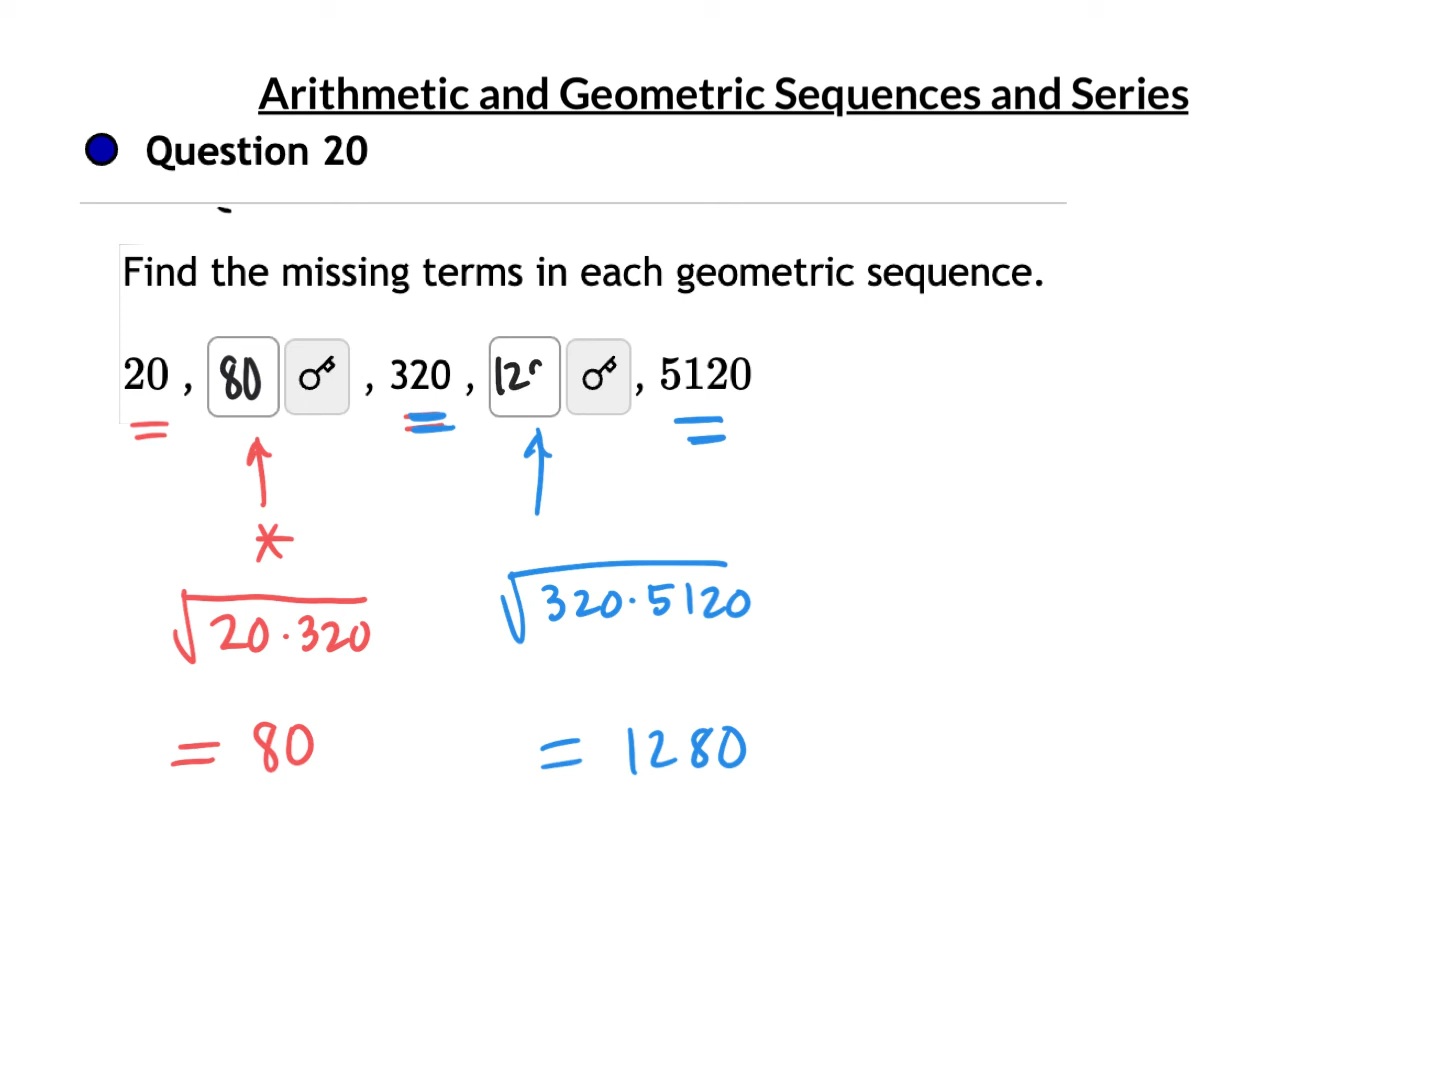 Arithmetic and Geometric Sequences and Series
Question 20
Find the missing terms in each geometric sequence.
20 , 80 , 320 , 128 , 5120
*
√20·320 √320·5120
= 80 = 1280